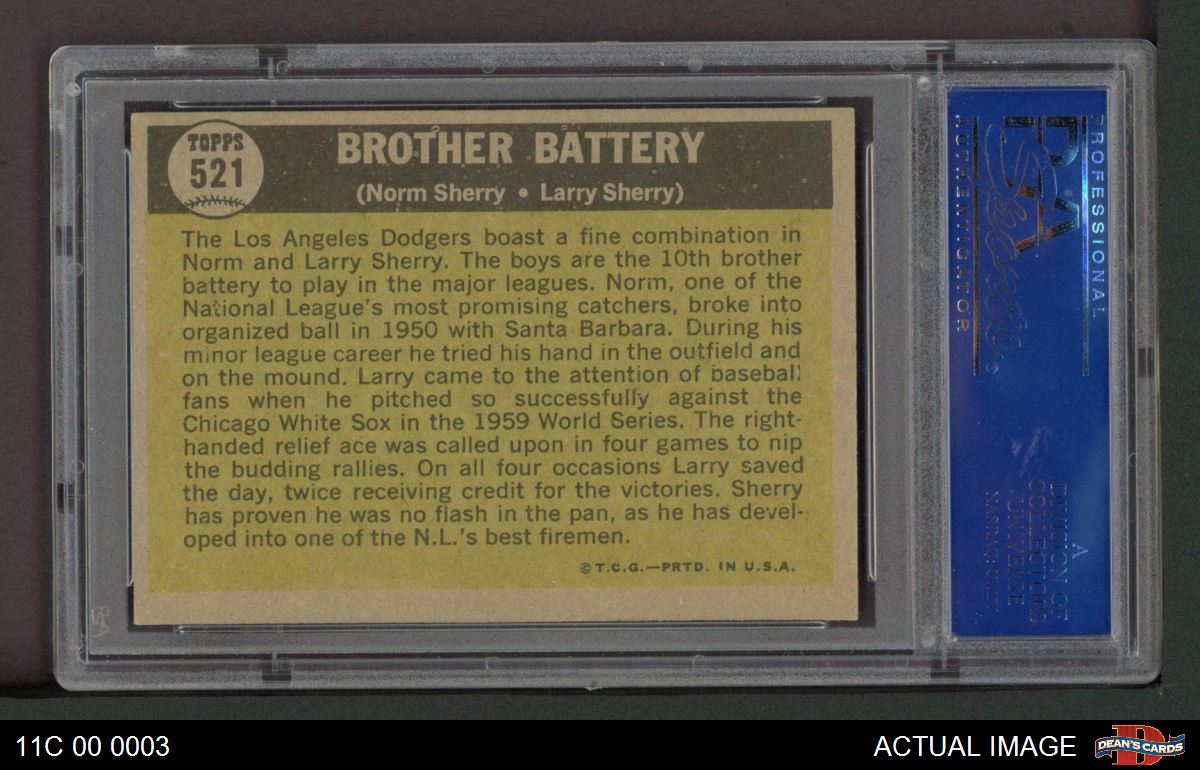 TOPPS
521
BROTHER BATTERY
(Norm Sherry • Larry Sherry)
The Los Angeles Dodgers boast a fine combination in
Norm and Larry Sherry. The boys are the 10th brother
battery to play in the major leagues. Norm, one of the
National League's most promising catchers, broke into
organized ball in 1950 with Santa Barbara. During his
minor league career he tried his hand in the outfield and
on the mound. Larry came to the attention of baseball
fans when he pitched so successfully against the
Chicago White Sox in the 1959 World Series. The right-
handed relief ace was called upon in four games to nip
the budding rallies. On all four occasions Larry saved
the day, twice receiving credit for the victories. Sherry
has proven he was no flash in the pan, as he has devel-
oped into one of the N.L.'s best firemen.
©T.C.G.—PRTD. IN U.S.A.
PROFESSIONAL
PSA
Sports
AUTHENTICATOR
A
DIVISION OF
COLLECTORS
UNIVERSE
11C 00 0003
ACTUAL IMAGE
DEAN'S CARDS